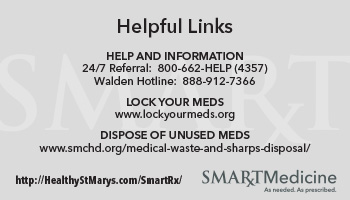 Helpful Links
HELP AND INFORMATION
24/7 Referral: 800-662-HELP (4357)
Walden Hotline: 888-912-7366
LOCK YOUR MEDS
www.lockyourmeds.org
DISPOSE OF UNUSED MEDS
www.smchd.org/medical-waste-and-sharps-disposal/
http://HealthyStMarys.com/SmartRx/
SMARxTMedicine
As needed. As prescribed.
SMARxT